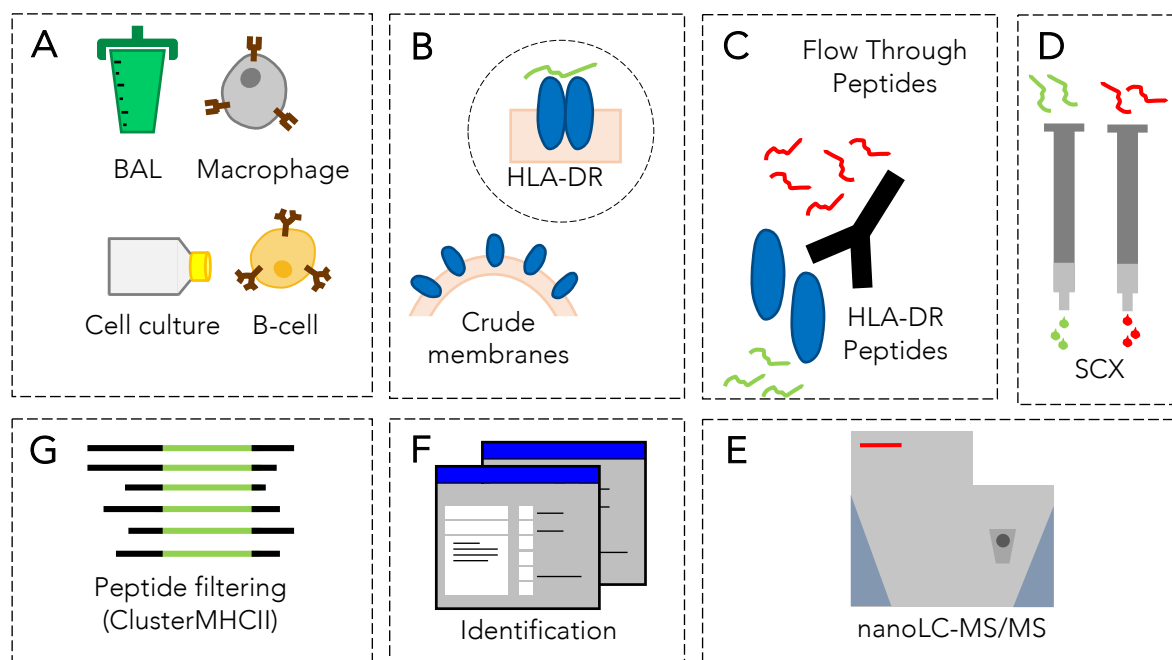 A
BAL
Macrophage
Cell culture
B-cell
B
HLA-DR
Crude
membranes
C
Flow Through
Peptides
HLA-DR
Peptides
D
SCX
G
Peptide filtering
(ClusterMHCII)
F
Identification
E
nanoLC-MS/MS